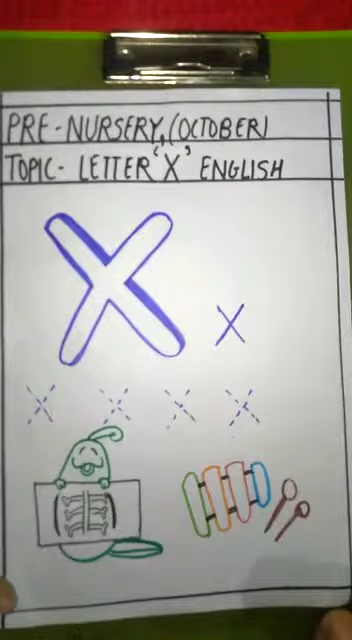 PRE-NURSERY, (OCTOBER)
TOPIC- LETTER 'X' ENGLISH
X
X
X X X X